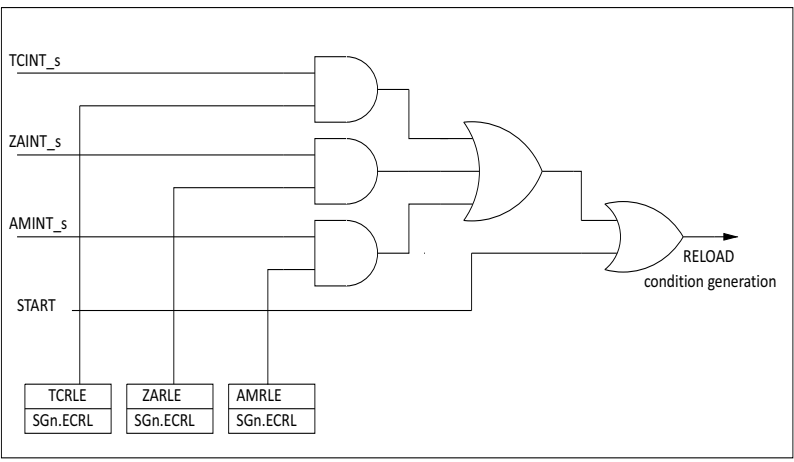 TCINT_s
ZAINT_s
AMINT_s
RELOAD
condition generation
START
TCRLE
SGn.ECRL
ZARLE
SGn.ECRL
AMRLE
SGn.ECRL